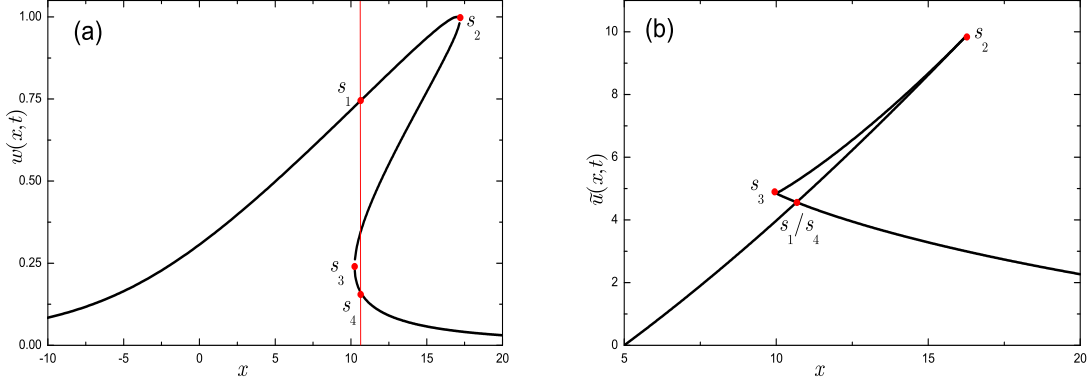 (a)
w(x,t)
1.00
0.75
0.50
0.25
0.00
s₁
s₂
s₃
s₄
-10 -5 0 5 10 15 20
x
(b)
ũ(x,t)
10
8
6
4
2
0
s₂
s₃
s₁/s₄
5 10 15 20
x